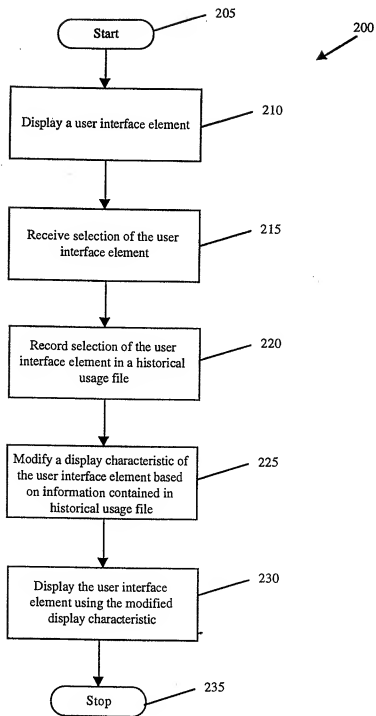 Start
205
200
Display a user interface element
210
Receive selection of the user
interface element
215
Record selection of the user
interface element in a historical
usage file
220
Modify a display characteristic of
the user interface element based
on information contained in
historical usage file
225
Display the user interface
element using the modified
display characteristic
230
Stop
235